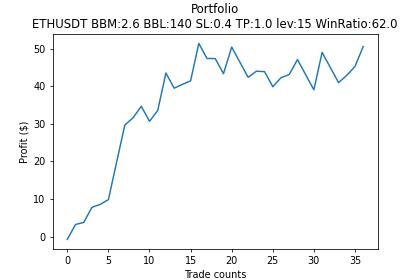 Portfolio
ETHUSDT BBM:2.6 BBL:140 SL:0.4 TP:1.0 lev:15 WinRatio:62.0
50
40
30
20
10
0
Profit ($)
0 5 10 15 20 25 30 35
Trade counts